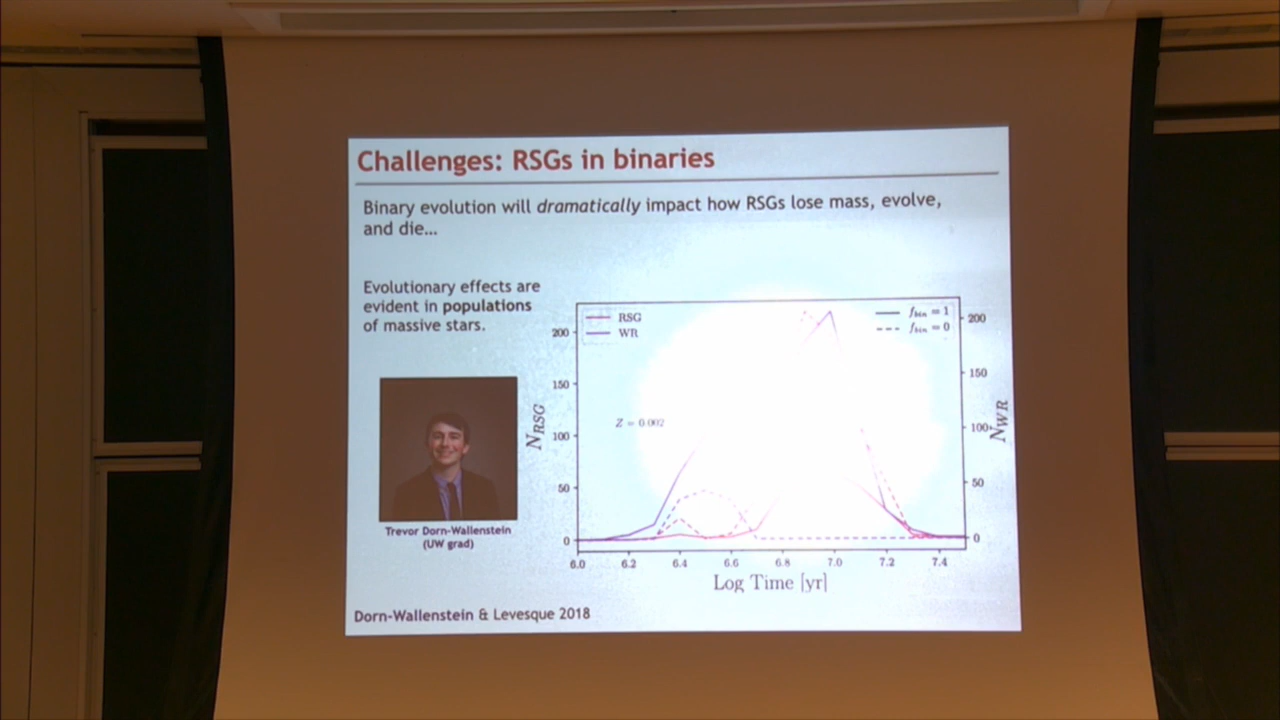 Challenges: RSGs in binaries
Binary evolution will dramatically impact how RSGs lose mass, evolve,
and die...
Evolutionary effects are
evident in populations
of massive stars.
Trevor Dorn-Wallenstein
(UW grad)
RSG
WR
f_bin = 1
f_bin = 0
Z = 0.002
N_RSG
200
150
100
50
0
N_WR
200
150
100
50
0
6.0 6.2 6.4 6.6 6.8 7.0 7.2 7.4
Log Time [yr]
Dorn-Wallenstein & Levesque 2018